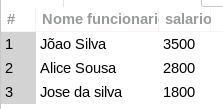 # Nome funcionari salario
1 Jõao Silva 3500
2 Alice Sousa 2800
3 Jose da silva 1800